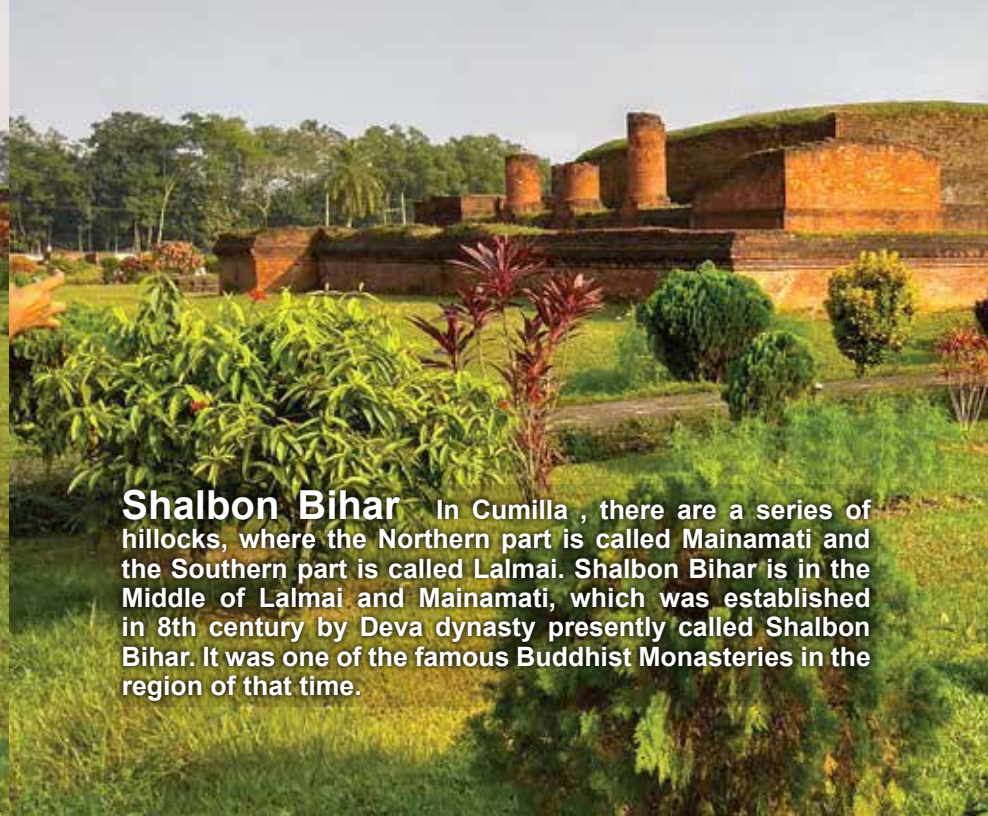 Shalbon Bihar In Cumilla , there are a series of
hillocks, where the Northern part is called Mainamati and
the Southern part is called Lalmai. Shalbon Bihar is in the
Middle of Lalmai and Mainamati, which was established
in 8th century by Deva dynasty presently called Shalbon
Bihar. It was one of the famous Buddhist Monasteries in the
region of that time.